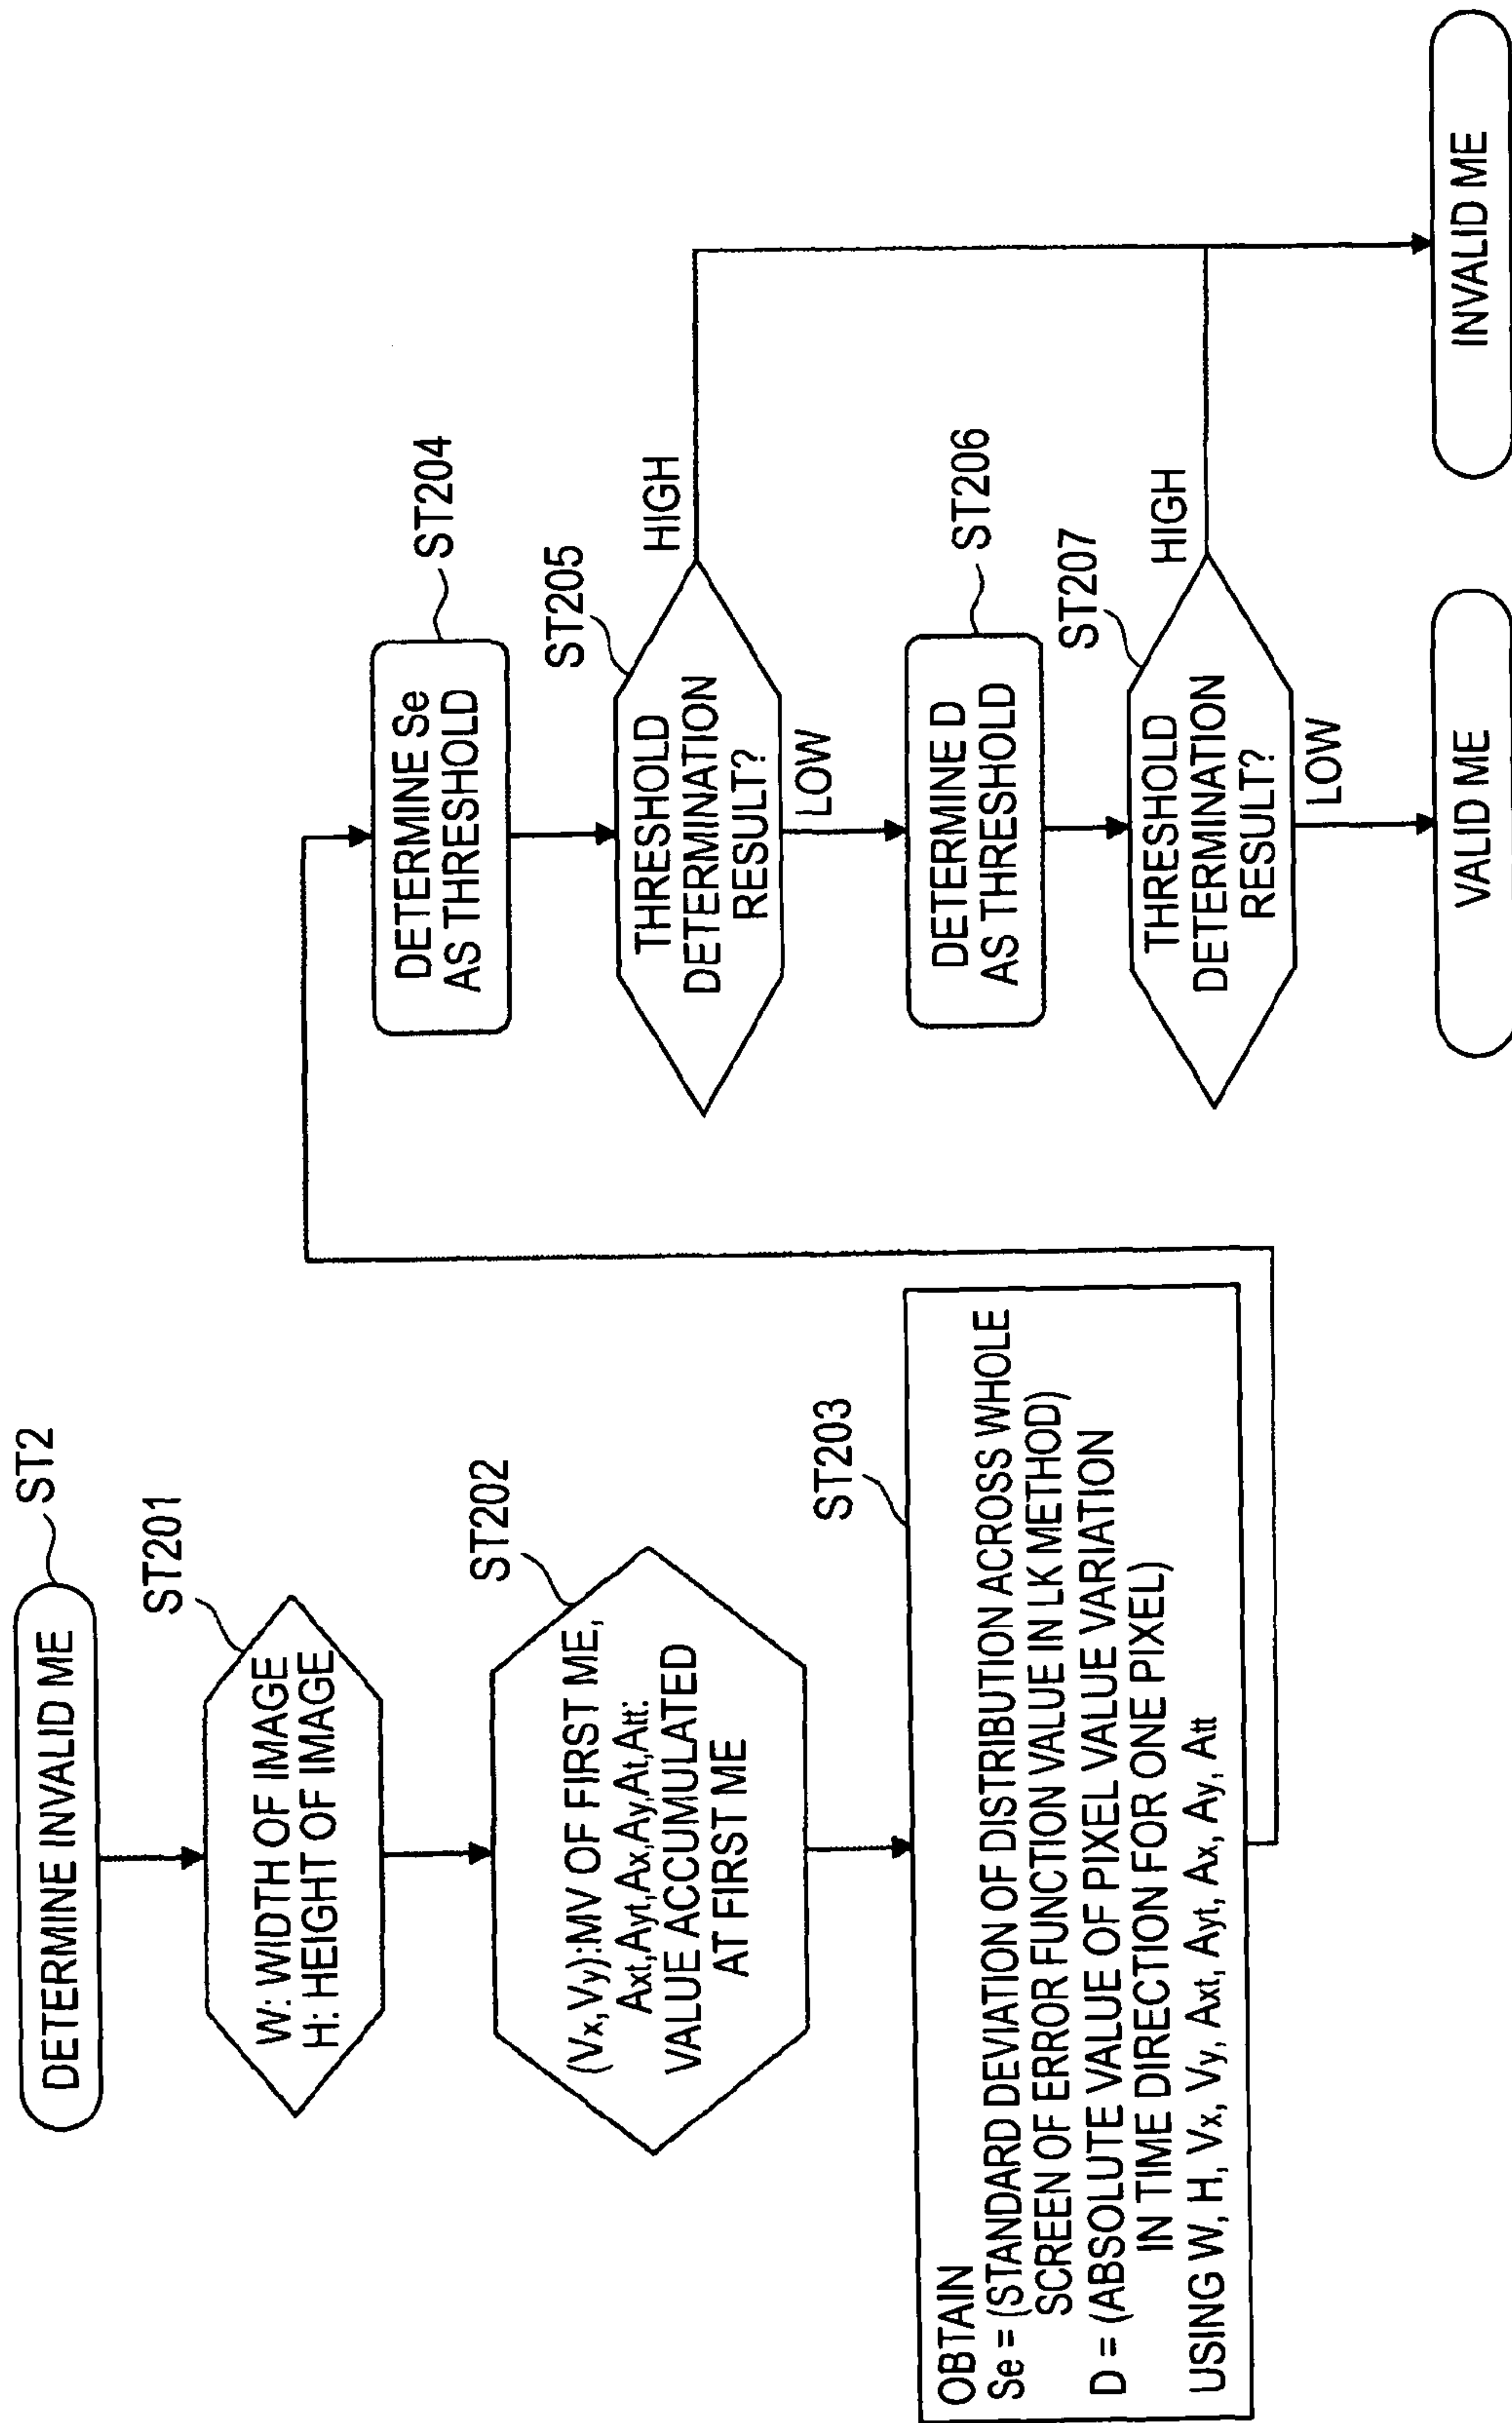 DETERMINE INVALID ME
ST2
W: WIDTH OF IMAGE
H: HEIGHT OF IMAGE
ST201
(Vx,Vy):MV OF FIRST ME,
Axt,Ayt,Ax,Ay,At,Att:
VALUE ACCUMULATED
AT FIRST ME
ST202
OBTAIN
Se = (STANDARD DEVIATION OF DISTRIBUTION ACROSS WHOLE
SCREEN OF ERROR FUNCTION VALUE IN LK METHOD)
D = (ABSOLUTE VALUE OF PIXEL VALUE VARIATION
IN TIME DIRECTION FOR ONE PIXEL)
USING W, H, Vx, Vy, Axt, Ayt, Ax, Ay, Att
ST203
DETERMINE Se
AS THRESHOLD
ST204
THRESHOLD
DETERMINATION
RESULT?
ST205
HIGH
LOW
DETERMINE D
AS THRESHOLD
ST206
THRESHOLD
DETERMINATION
RESULT?
ST207
HIGH
LOW
VALID ME
INVALID ME